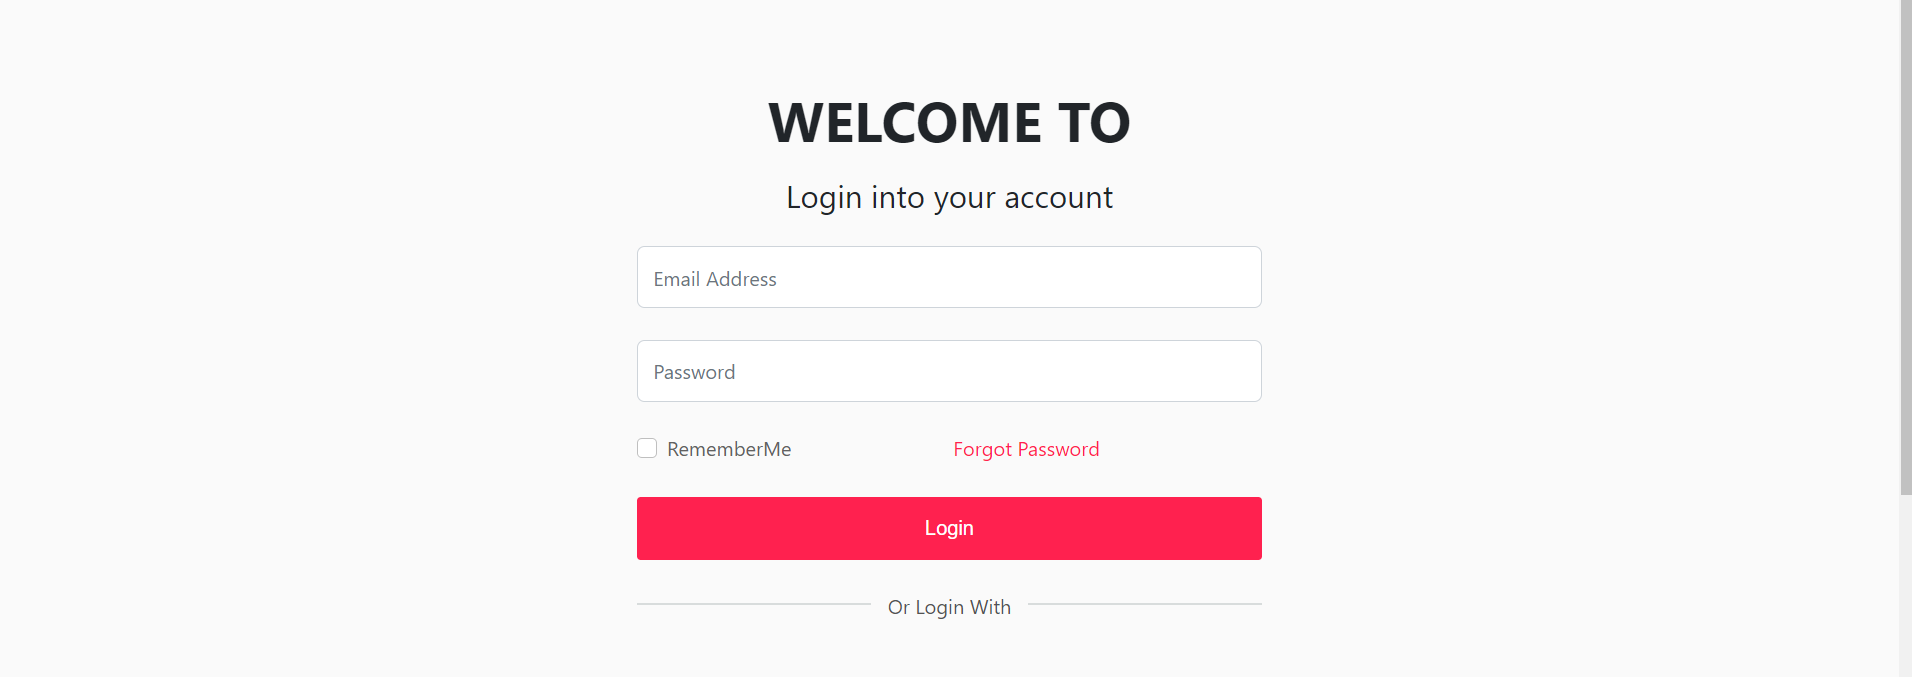 WELCOME TO
Login into your account
Email Address
Password
RememberMe Forgot Password
Login
Or Login With